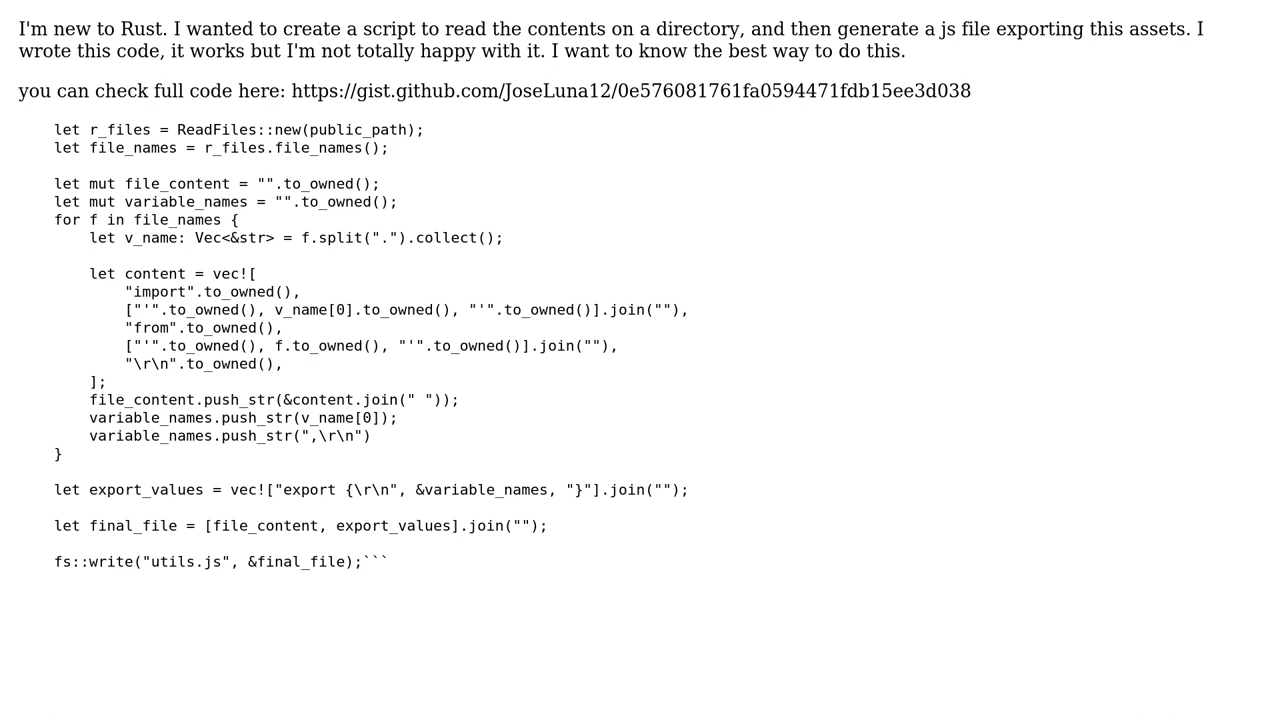 I'm new to Rust. I wanted to create a script to read the contents on a directory, and then generate a js file exporting this assets. I
wrote this code, it works but I'm not totally happy with it. I want to know the best way to do this.
you can check full code here: https://gist.github.com/JoseLuna12/0e576081761fa0594471fdb15ee3d038
    let r_files = ReadFiles::new(public_path);
    let file_names = r_files.file_names();

    let mut file_content = "".to_owned();
    let mut variable_names = "".to_owned();
    for f in file_names {
        let v_name: Vec<&str> = f.split(".").collect();

        let content = vec![
            "import".to_owned(),
            ["'".to_owned(), v_name[0].to_owned(), "'".to_owned()].join(""),
            "from".to_owned(),
            ["'".to_owned(), f.to_owned(), "'".to_owned()].join(""),
            "\r\n".to_owned(),
        ];
        file_content.push_str(&content.join(" "));
        variable_names.push_str(v_name[0]);
        variable_names.push_str(",\r\n")
    }

    let export_values = vec!["export {\r\n", &variable_names, "}"].join("");

    let final_file = [file_content, export_values].join("");

    fs::write("utils.js", &final_file);```